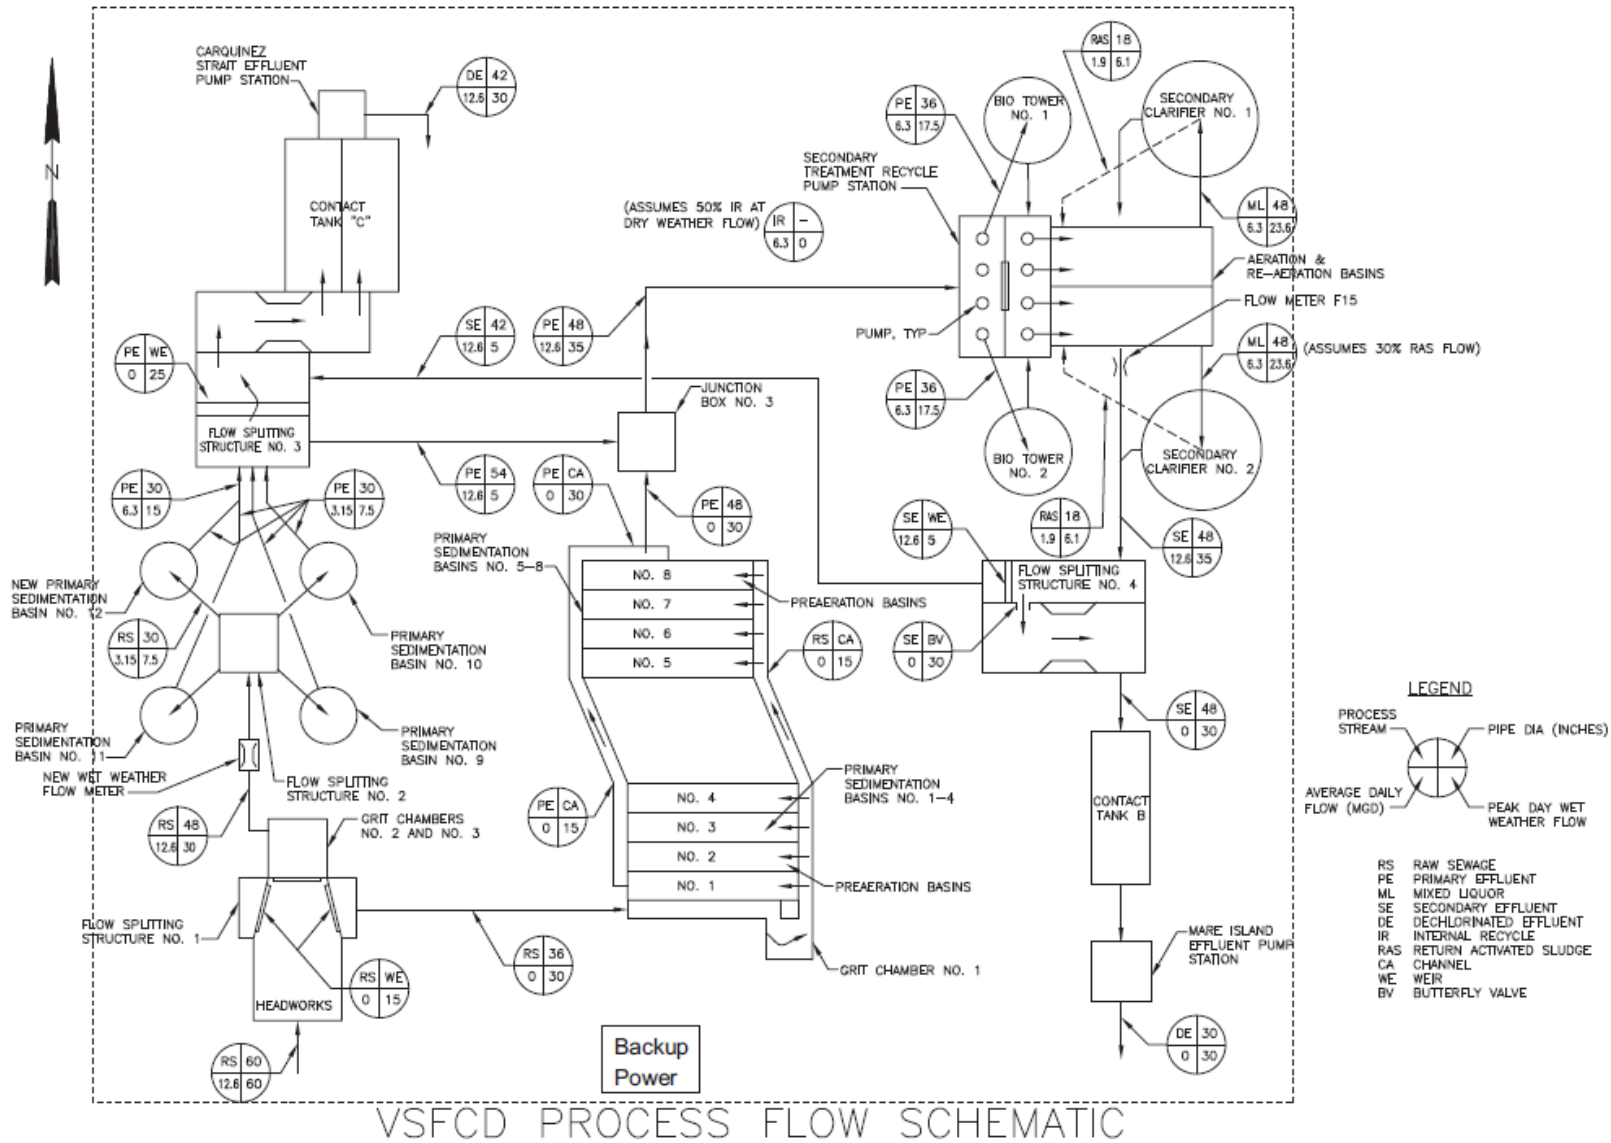 CARQUINEZ
STRAIT EFFLUENT
PUMP STATION
DE 42
12.6 30
N
CONTACT
TANK "C"
PE WE
0 25
FLOW SPLITTING
STRUCTURE NO. 3
SE 42
12.6 5
PE 48
12.6 35
(ASSUMES 50% IR AT
DRY WEATHER FLOW)
IR -
6.3 0
RAS 18
1.9 6.1
PE 36
6.3 17.5
BIO TOWER
NO. 1
SECONDARY
CLARIFIER NO. 1
SECONDARY
TREATMENT RECYCLE
PUMP STATION
ML 48
6.3 23.6
AERATION &
RE-AERATION BASINS
FLOW METER F15
PUMP, TYP
ML 48
6.3 23.6
(ASSUMES 30% RAS FLOW)
PE 36
6.3 17.5
BIO TOWER
NO. 2
SECONDARY
CLARIFIER NO. 2
JUNCTION
BOX NO. 3
PE 54
12.6 5
PE CA
0 30
PE 48
0 30
PE 30
6.3 15
PE 30
3.15 7.5
NEW PRIMARY
SEDIMENTATION
BASIN NO. 12
RS 30
3.15 7.5
PRIMARY
SEDIMENTATION
BASIN NO. 10
PRIMARY
SEDIMENTATION
BASIN NO. 11
PRIMARY
SEDIMENTATION
BASIN NO. 9
NEW WET WEATHER
FLOW METER
FLOW SPLITTING
STRUCTURE NO. 2
RS 48
12.6 30
GRIT CHAMBERS
NO. 2 AND NO. 3
FLOW SPLITTING
STRUCTURE NO. 1
HEADWORKS
RS WE
0 15
RS 60
12.6 60
RS 36
0 30
PRIMARY
SEDIMENTATION
BASINS NO. 5-8
NO. 8
NO. 7
NO. 6
NO. 5
PREAERATION BASINS
RS CA
0 15
PE CA
0 15
NO. 4
NO. 3
NO. 2
NO. 1
PRIMARY
SEDIMENTATION
BASINS NO. 1-4
PREAERATION BASINS
GRIT CHAMBER NO. 1
SE WE
12.6 5
RAS 18
1.9 6.1
SE 48
12.6 35
FLOW SPLITTING
STRUCTURE NO. 4
SE BV
0 30
SE 48
0 30
CONTACT
TANK B
MARE ISLAND
EFFLUENT PUMP
STATION
DE 30
0 30
Backup
Power
LEGEND
PROCESS
STREAM
PIPE DIA (INCHES)
AVERAGE DAILY
FLOW (MGD)
PEAK DAY WET
WEATHER FLOW
RS RAW SEWAGE
PE PRIMARY EFFLUENT
ML MIXED LIQUOR
SE SECONDARY EFFLUENT
DE DECHLORINATED EFFLUENT
IR INTERNAL RECYCLE
RAS RETURN ACTIVATED SLUDGE
CA CHANNEL
WE WEIR
BV BUTTERFLY VALVE
VSFCD PROCESS FLOW SCHEMATIC